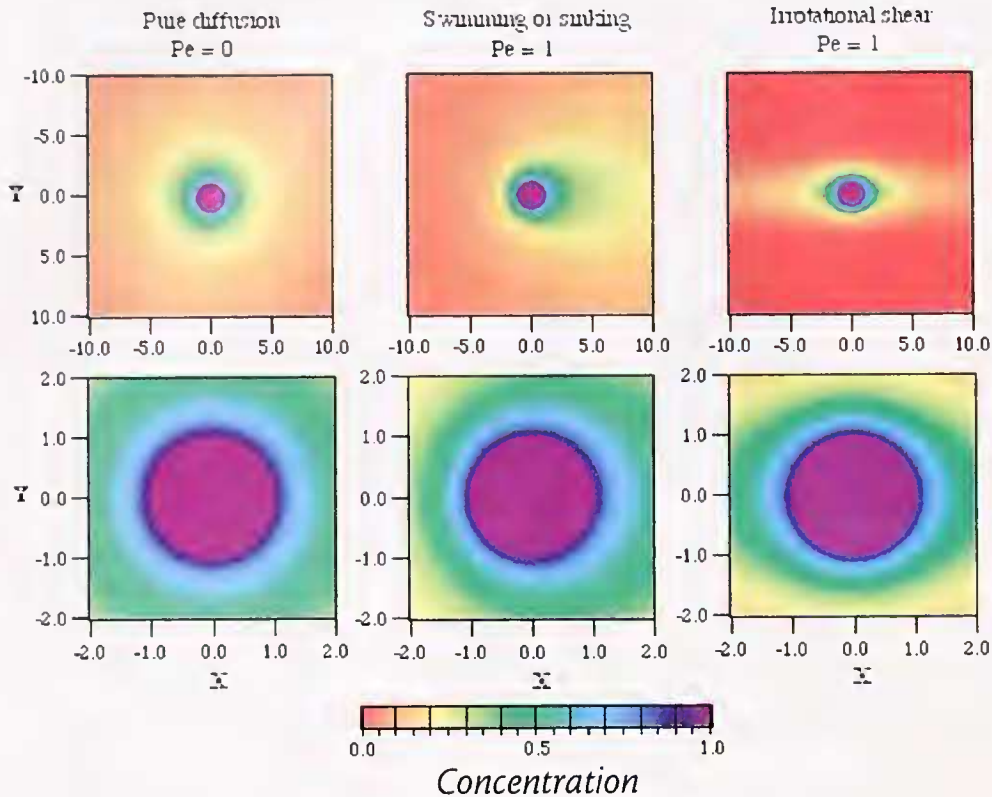 Pure diffusion Swimming or sinking Irrotational shear
Pe = 0 Pe = 1 Pe = 1
-10.0
-5.0
0.0
5.0
10.0
Y
-10.0 -5.0 0.0 5.0 10.0 -10.0 -5.0 0.0 5.0 10.0 -10.0 -5.0 0.0 5.0 10.0
2.0
1.0
0.0
-1.0
-2.0
Y
-2.0 -1.0 0.0 1.0 2.0 -2.0 -1.0 0.0 1.0 2.0 -2.0 -1.0 0.0 1.0 2.0
X X X
0.0 0.5 1.0
Concentration